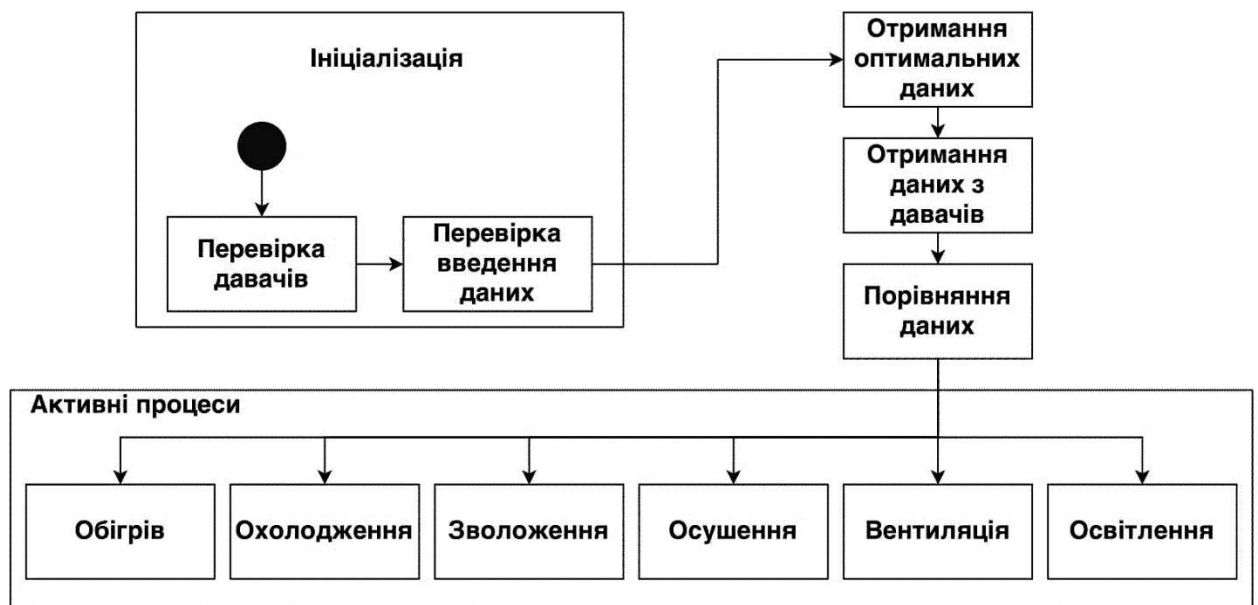 Ініціалізація
Перевірка
давачів
Перевірка
введення
даних
Отримання
оптимальних
даних
Отримання
даних з
давачів
Порівняння
даних
Активні процеси
Обігрів
Охолодження
Зволоження
Осушення
Вентиляція
Освітлення